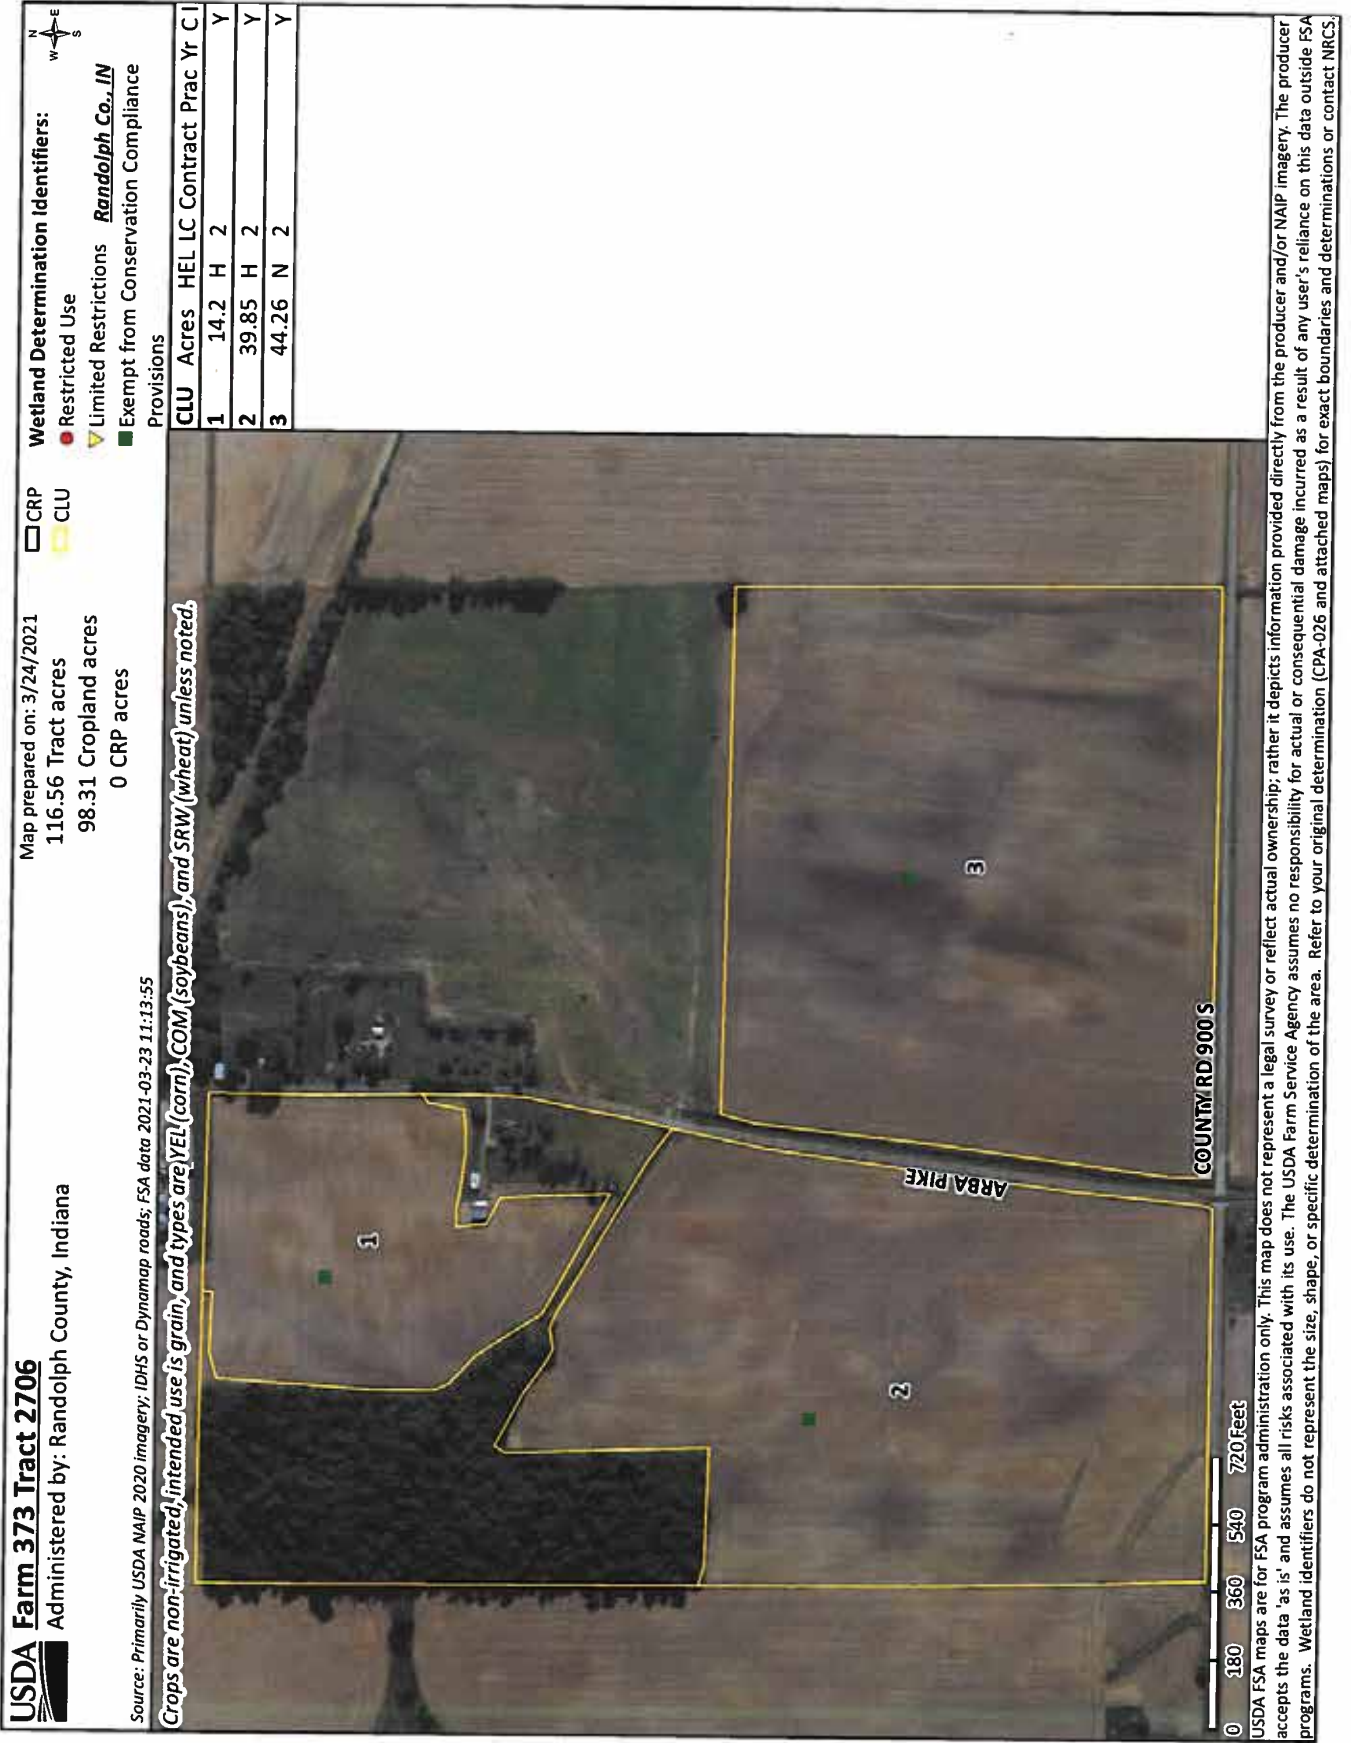 USDA Farm 373 Tract 2706
Administered by: Randolph County, Indiana
Map prepared on: 3/24/2021
116.56 Tract acres
98.31 Cropland acres
0 CRP acres
CRP
CLU
Wetland Determination Identifiers:
Restricted Use
Limited Restrictions Randolph Co., IN
Exempt from Conservation Compliance
Provisions
N
W E
S
Source: Primarily USDA NAIP 2020 imagery; IDHS or Dynamap roads; FSA data 2021-03-23 11:13:55
Crops are non-irrigated, intended use is grain, and types are YEL (corn), COM (soybeans), and SRW (wheat) unless noted.
CLU Acres HEL LC Contract Prac Yr C I
1 14.2 H 2 Y
2 39.85 H 2 Y
3 44.26 N 2 Y
1
2
3
ARBA PIKE
COUNTY RD 900 S
0 180 360 540 720 Feet
USDA FSA maps are for FSA program administration only. This map does not represent a legal survey or reflect actual ownership; rather it depicts information provided directly from the producer and/or NAIP imagery. The producer
accepts the data 'as is' and assumes all risks associated with its use. The USDA Farm Service Agency assumes no responsibility for actual or consequential damage incurred as a result of any user's reliance on this data outside FSA
programs. Wetland identifiers do not represent the size, shape, or specific determination of the area. Refer to your original determination (CPA-026 and attached maps) for exact boundaries and determinations or contact NRCS.